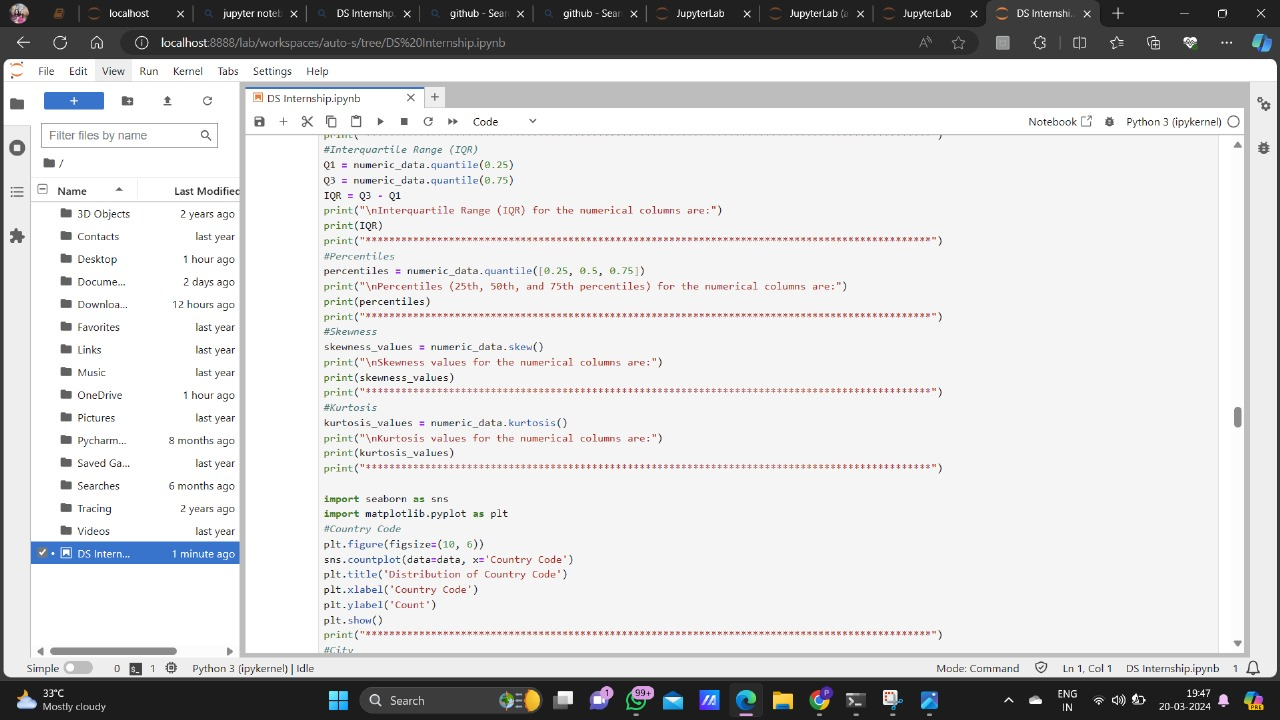 localhost
jupyter noteb
DS Internship.
github - Sear
github - Sear
JupyterLab
JupyterLab (a
JupyterLab
DS Internshi.
localhost:8888/lab/workspaces/auto-s/tree/DS%20Internship.ipynb
File Edit View Run Kernel Tabs Settings Help
DS Internship.ipynb
Filter files by name
Code
Notebook
Python 3 (ipykernel)
/
Name Last Modified
3D Objects 2 years ago
Contacts last year
Desktop 1 hour ago
Docume... 2 days ago
Downloa... 12 hours ago
Favorites last year
Links last year
Music last year
OneDrive 1 hour ago
Pictures last year
Pycharm... 8 months ago
Saved Ga... last year
Searches 6 months ago
Tracing 2 years ago
Videos last year
DS Intern... 1 minute ago
#Interquartile Range (IQR)
Q1 = numeric_data.quantile(0.25)
Q3 = numeric_data.quantile(0.75)
IQR = Q3 - Q1
print("\nInterquartile Range (IQR) for the numerical columns are:")
print(IQR)
print("***********************************************************************************************")
#Percentiles
percentiles = numeric_data.quantile([0.25, 0.5, 0.75])
print("\nPercentiles (25th, 50th, and 75th percentiles) for the numerical columns are:")
print(percentiles)
print("***********************************************************************************************")
#Skewness
skewness_values = numeric_data.skew()
print("\nSkewness values for the numerical columns are:")
print(skewness_values)
print("***********************************************************************************************")
#Kurtosis
kurtosis_values = numeric_data.kurtosis()
print("\nKurtosis values for the numerical columns are:")
print(kurtosis_values)
print("***********************************************************************************************")
import seaborn as sns
import matplotlib.pyplot as plt
#Country Code
plt.figure(figsize=(10, 6))
sns.countplot(data=data, x='Country Code')
plt.title('Distribution of Country Code')
plt.xlabel('Country Code')
plt.ylabel('Count')
plt.show()
print("***********************************************************************************************")
#City
Simple 0 1 Python 3 (ipykernel) | Idle
Mode: Command Ln 1, Col 1 DS Internship.ipynb 1
33°C
Mostly cloudy
Search
1
99+
ENG
IN
19:47
20-03-2024
PRE